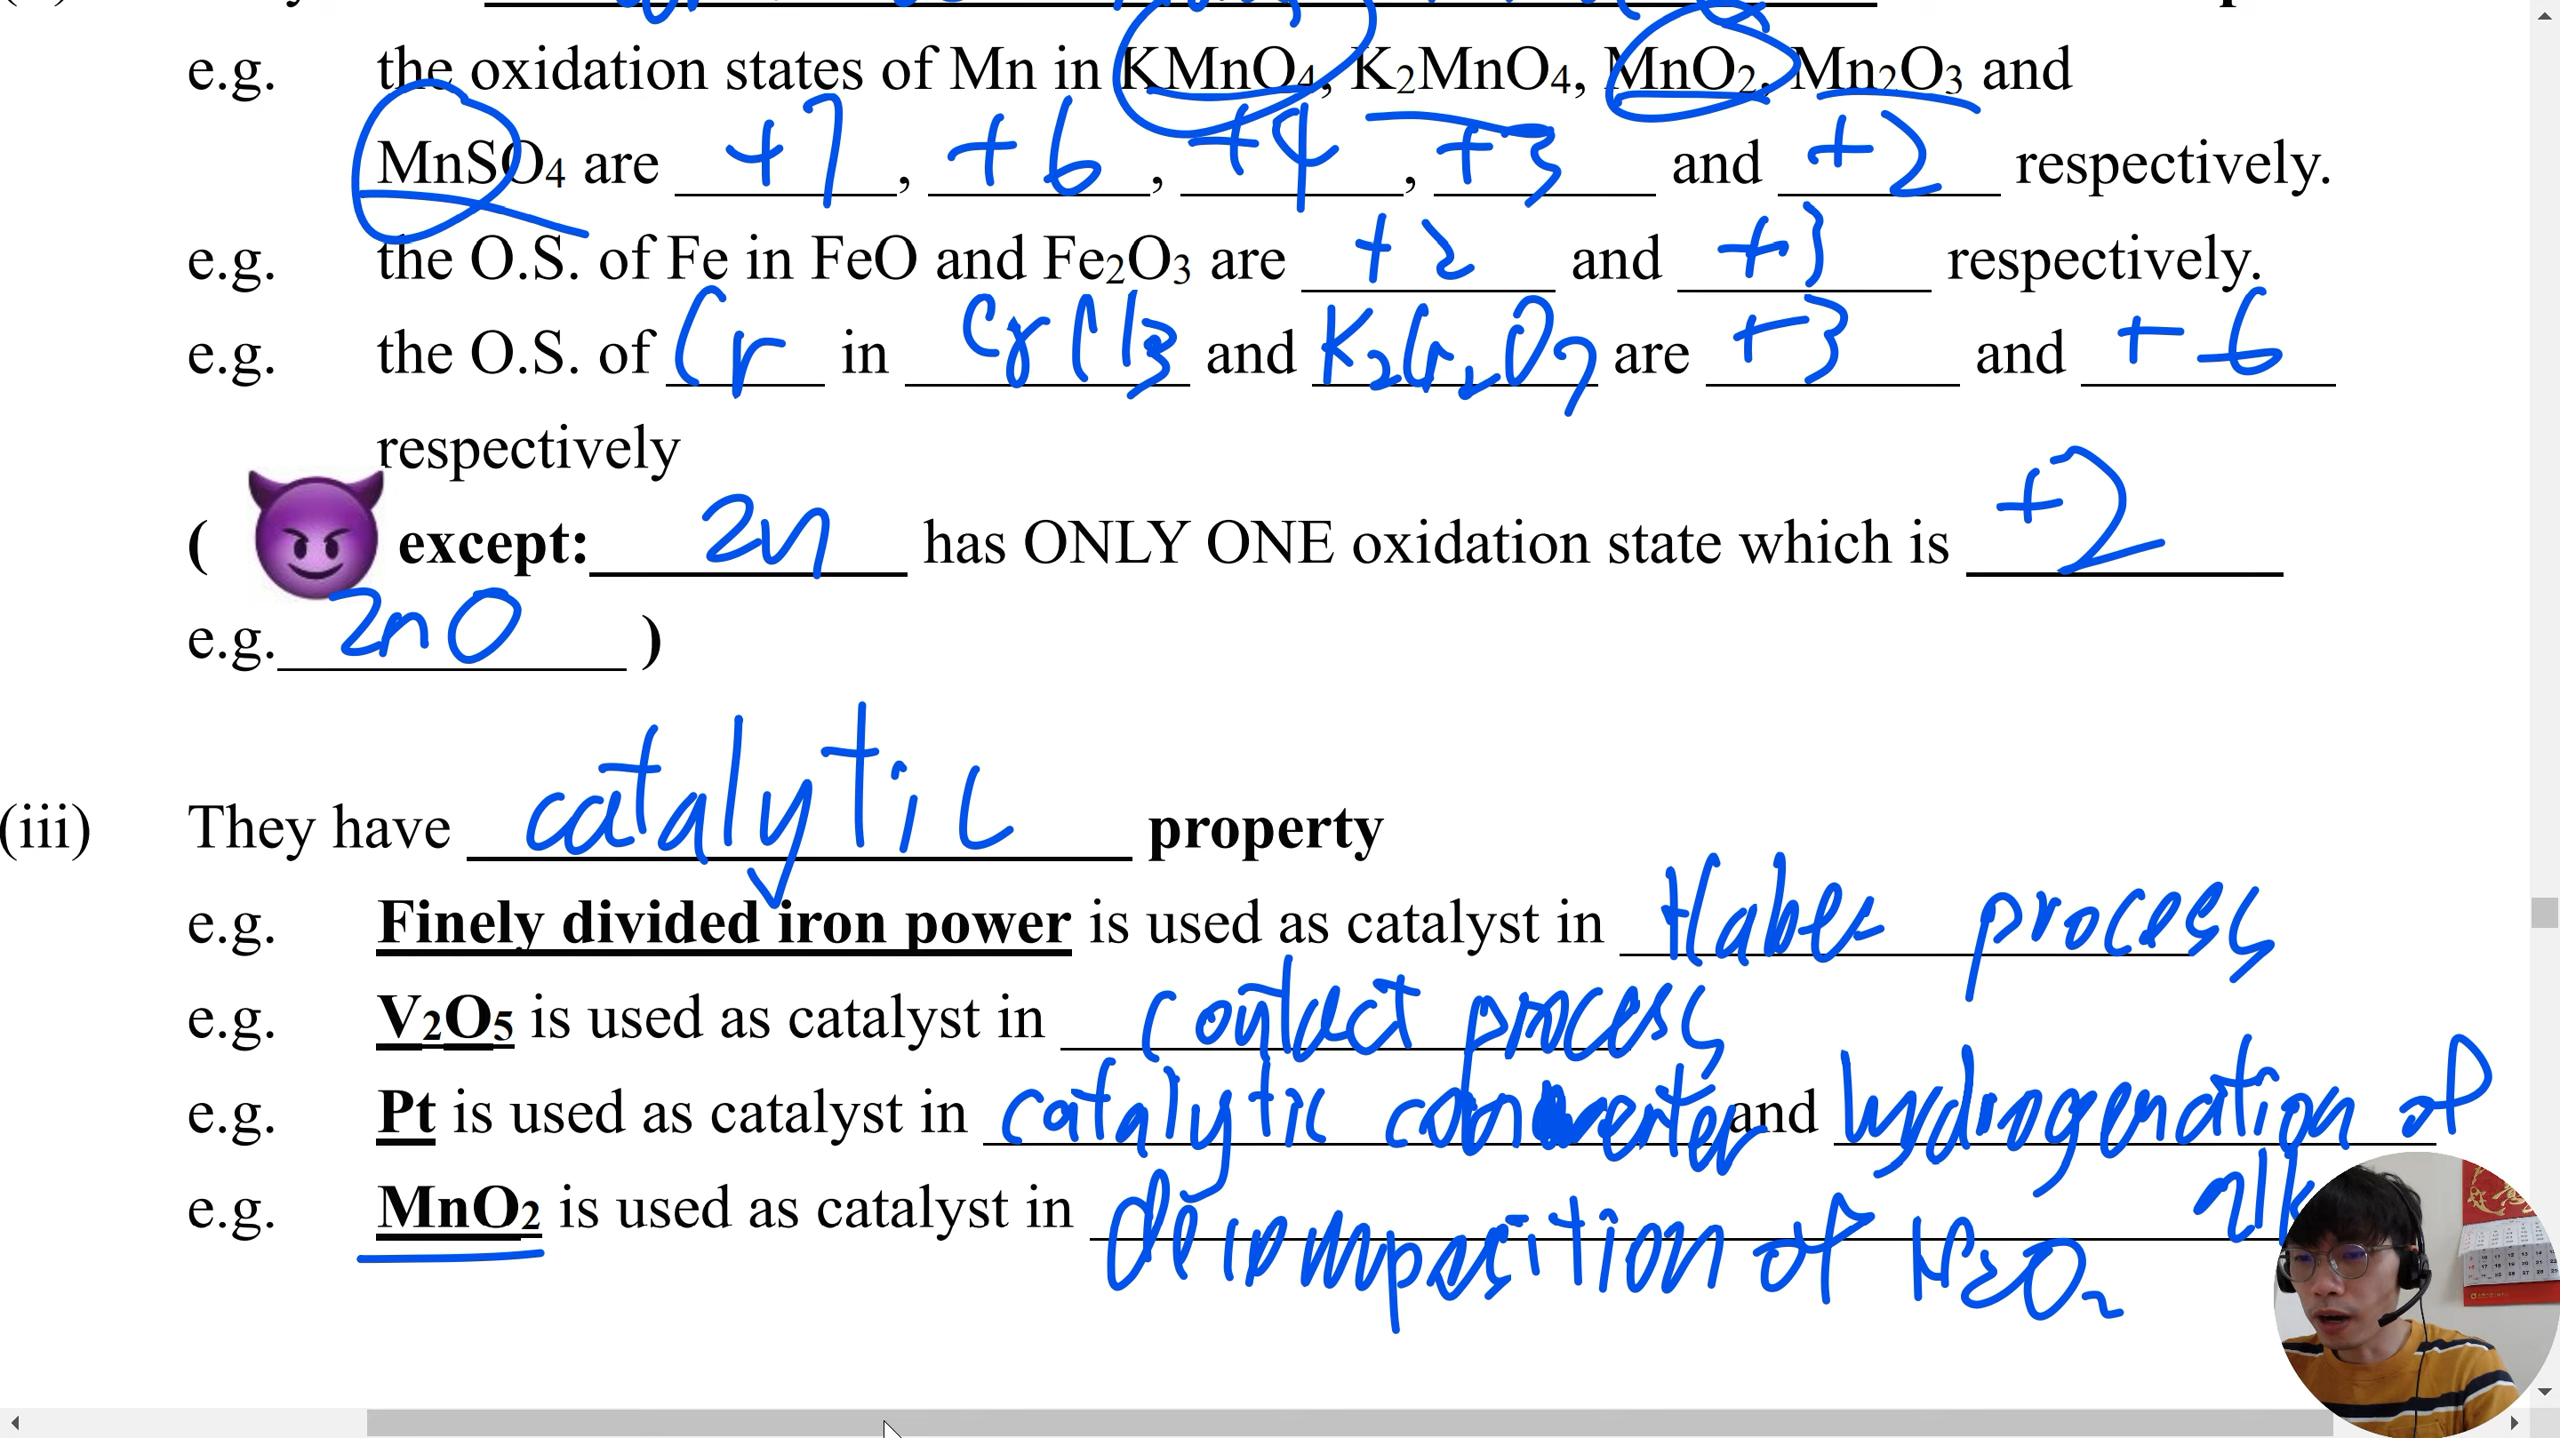 e.g. the oxidation states of Mn in KMnO4, K2MnO4, MnO2, Mn2O3 and
MnSO4 are +7, +6, +4, +3 and +2 respectively.
e.g. the O.S. of Fe in FeO and Fe2O3 are +2 and +3 respectively.
e.g. the O.S. of Cr in CrCl3 and K2Cr2O7 are +3 and +6
respectively
( except: Zn has ONLY ONE oxidation state which is +2
e.g. ZnO )
(iii) They have catalytic property
e.g. Finely divided iron power is used as catalyst in Haber process
e.g. V2O5 is used as catalyst in contact process
e.g. Pt is used as catalyst in catalytic converter and hydrogenation of
e.g. MnO2 is used as catalyst in decomposition of H2O2